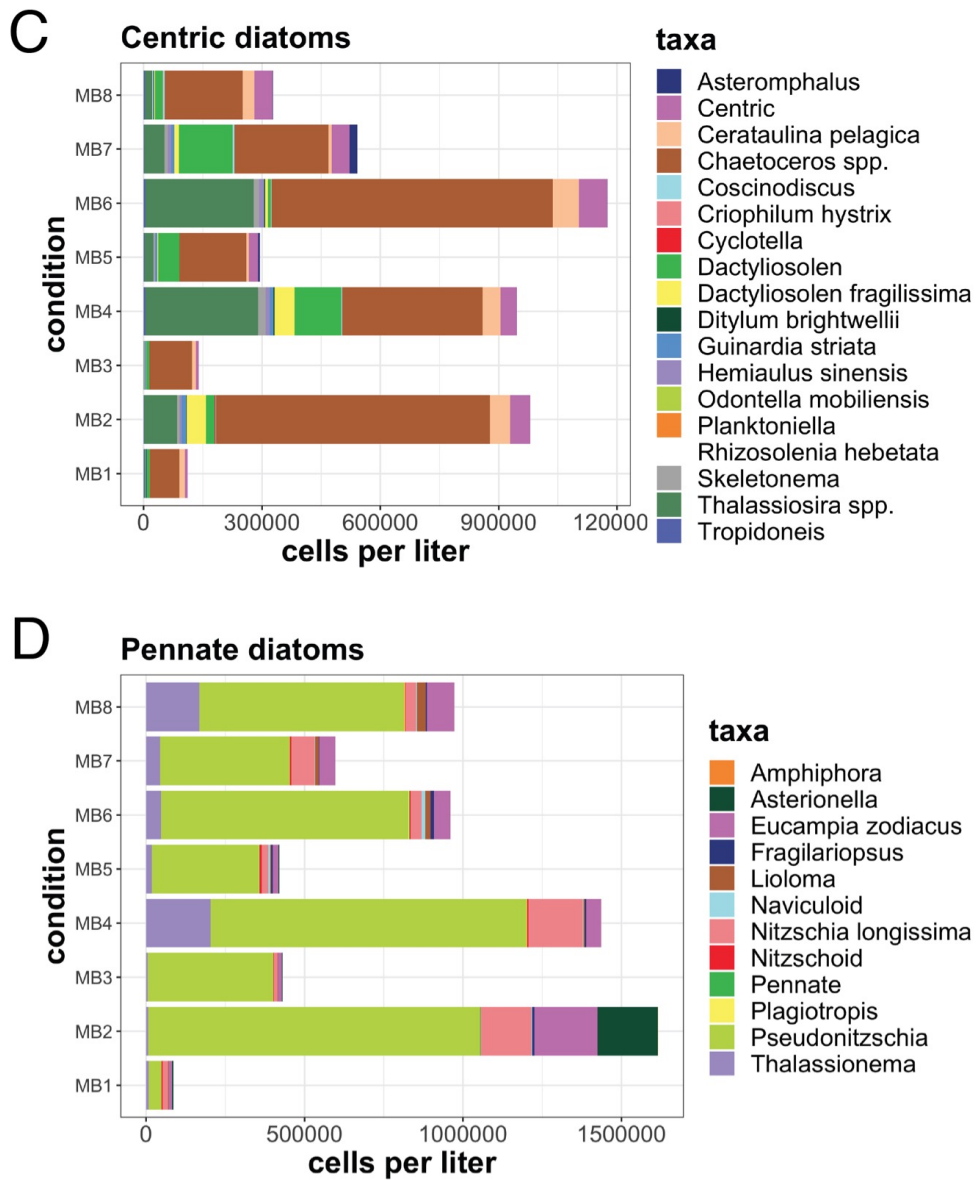 C
Centric diatoms
condition
MB8
MB7
MB6
MB5
MB4
MB3
MB2
MB1
0 300000 600000 900000 1200000
cells per liter
taxa
Asteromphalus
Centric
Cerataulina pelagica
Chaetoceros spp.
Coscinodiscus
Criophilum hystrix
Cyclotella
Dactyliosolen
Dactyliosolen fragilissima
Ditylum brightwellii
Guinardia striata
Hemiaulus sinensis
Odontella mobiliensis
Planktoniella
Rhizosolenia hebetata
Skeletonema
Thalassiosira spp.
Tropidoneis
D
Pennate diatoms
condition
MB8
MB7
MB6
MB5
MB4
MB3
MB2
MB1
0 500000 1000000 1500000
cells per liter
taxa
Amphiphora
Asterionella
Eucampia zodiacus
Fragilariopsus
Lioloma
Naviculoid
Nitzschia longissima
Nitzschoid
Pennate
Plagiotropis
Pseudonitzschia
Thalassionema